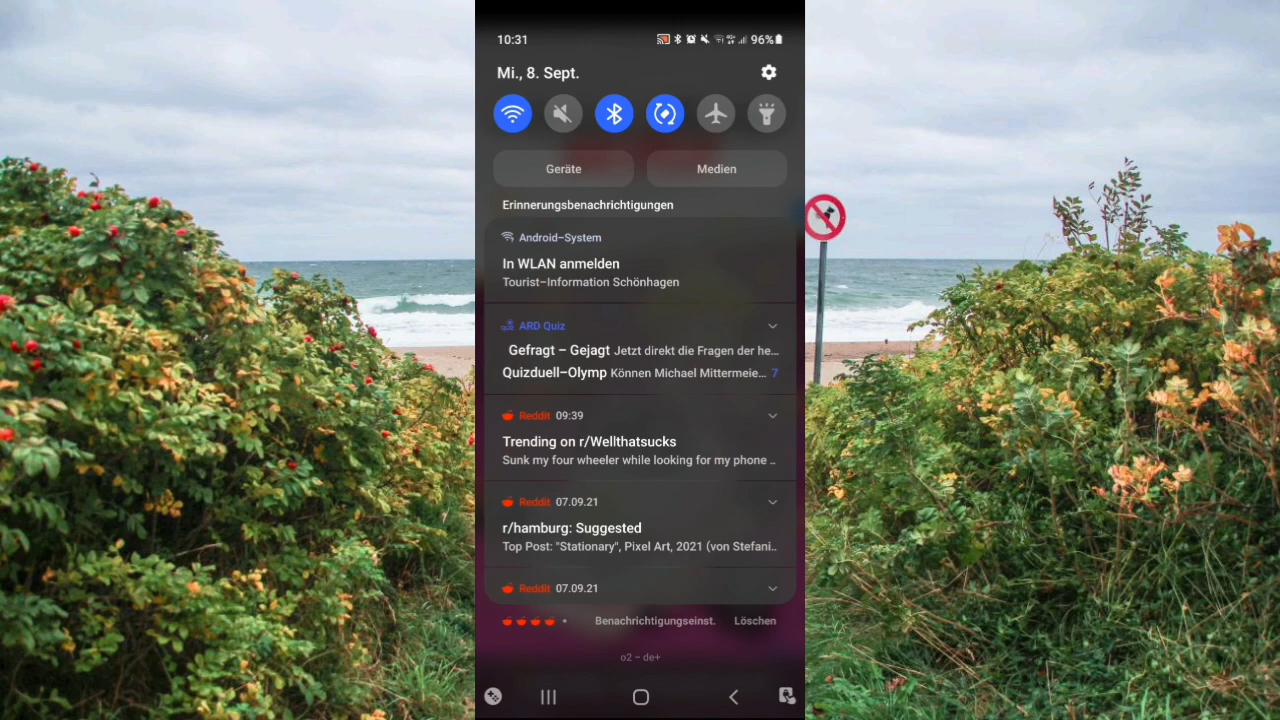 10:31
96%
Mi., 8. Sept.
Geräte Medien
Erinnerungsbenachrichtigungen
Android-System
In WLAN anmelden
Tourist-Information Schönhagen
ARD Quiz
Gefragt – Gejagt Jetzt direkt die Fragen der he...
Quizduell-Olymp Können Michael Mittermeie... 7
Reddit 09:39
Trending on r/Wellthatsucks
Sunk my four wheeler while looking for my phone ..
Reddit 07.09.21
r/hamburg: Suggested
Top Post: "Stationary", Pixel Art, 2021 (von Stefani..
Reddit 07.09.21
Benachrichtigungseinst. Löschen
o2 – de+